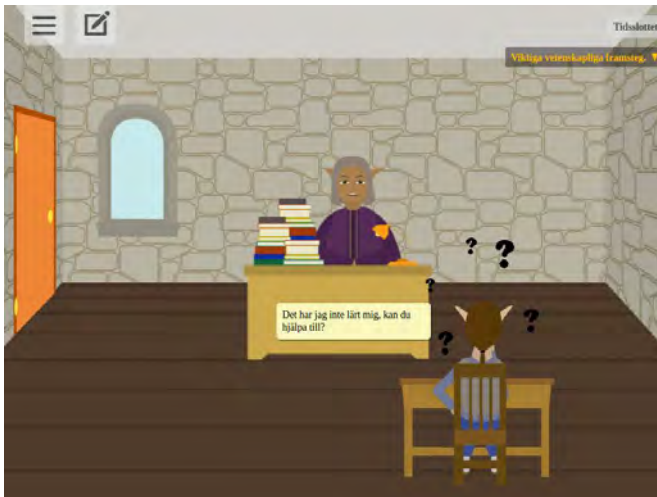 Tidsslottet
Viktiga vetenskapliga framsteg. ▼
?
?
?
?
?
Det har jag inte lärt mig, kan du
hjälpa till?